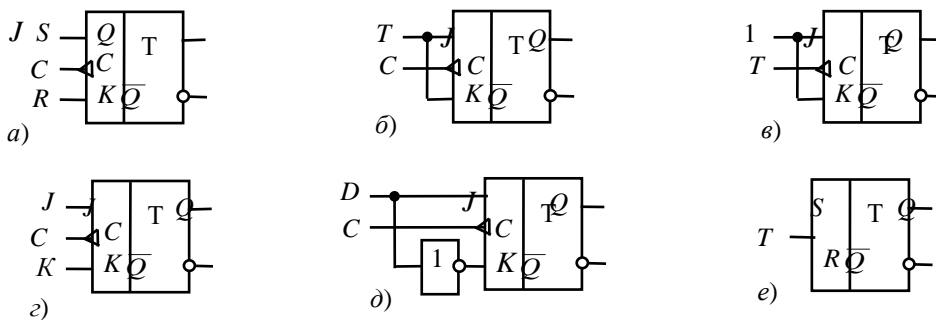 J S Q T
C C
R K Q̅
а)
T J T Q
C C
K Q̅
б)
1 J T Q
T C
K Q̅
в)
J J T Q
C C
К K Q̅
г)
D J T Q
C C
1 K Q̅
д)
S T Q
T
R Q̅
е)